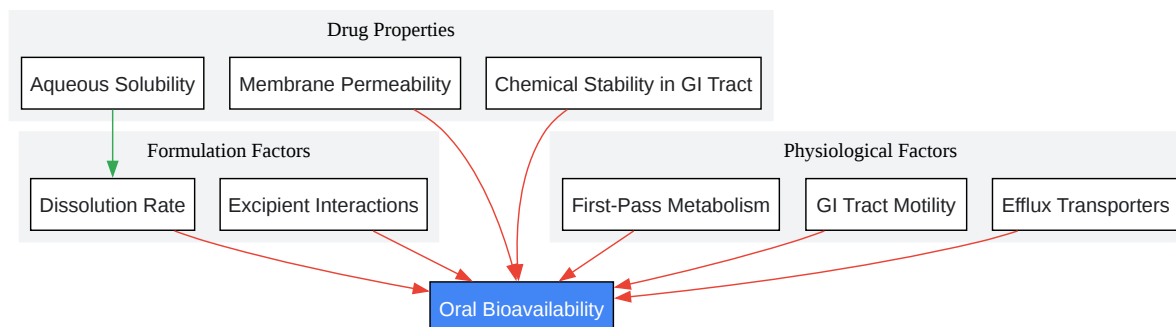 Drug Properties
Aqueous Solubility
Membrane Permeability
Chemical Stability in GI Tract
Formulation Factors
Physiological Factors
Dissolution Rate
Excipient Interactions
First-Pass Metabolism
GI Tract Motility
Efflux Transporters
Oral Bioavailability